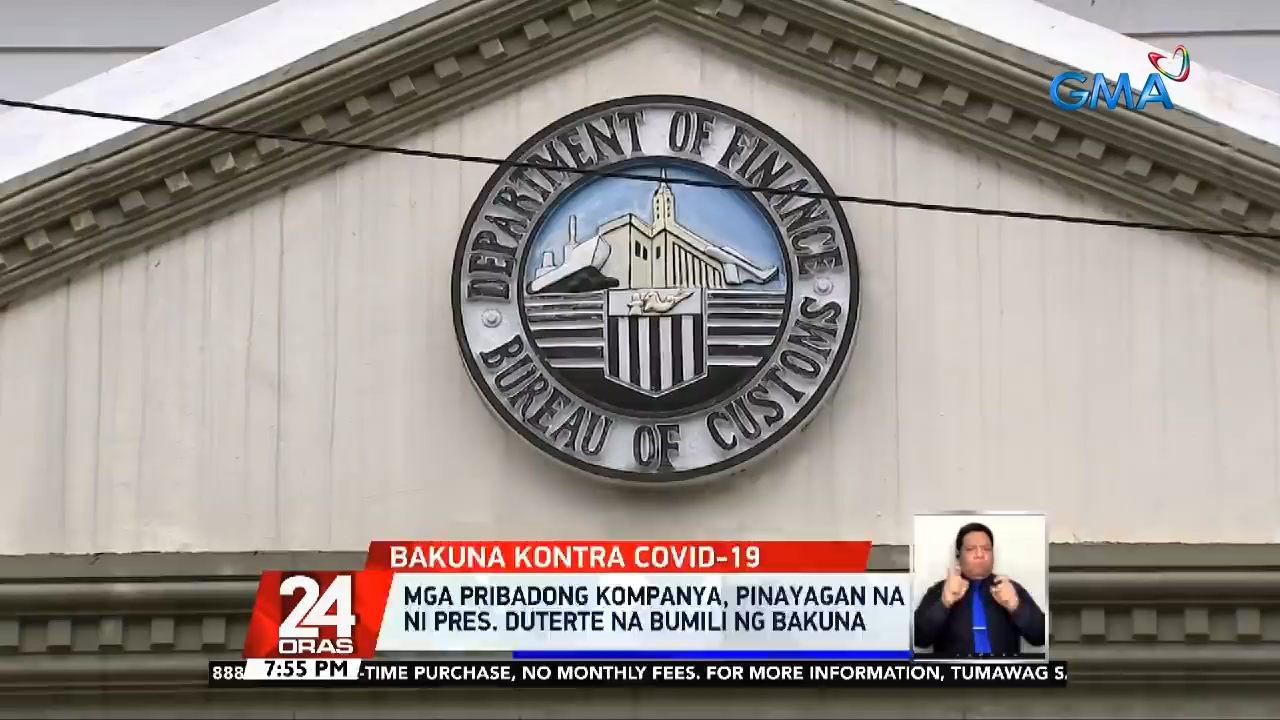 GMA
DEPARTMENT OF FINANCE
BUREAU OF CUSTOMS
BAKUNA KONTRA COVID-19
24
ORAS
MGA PRIBADONG KOMPANYA, PINAYAGAN NA
NI PRES. DUTERTE NA BUMILI NG BAKUNA
888 7:55 PM -TIME PURCHASE, NO MONTHLY FEES. FOR MORE INFORMATION, TUMAWAG SA